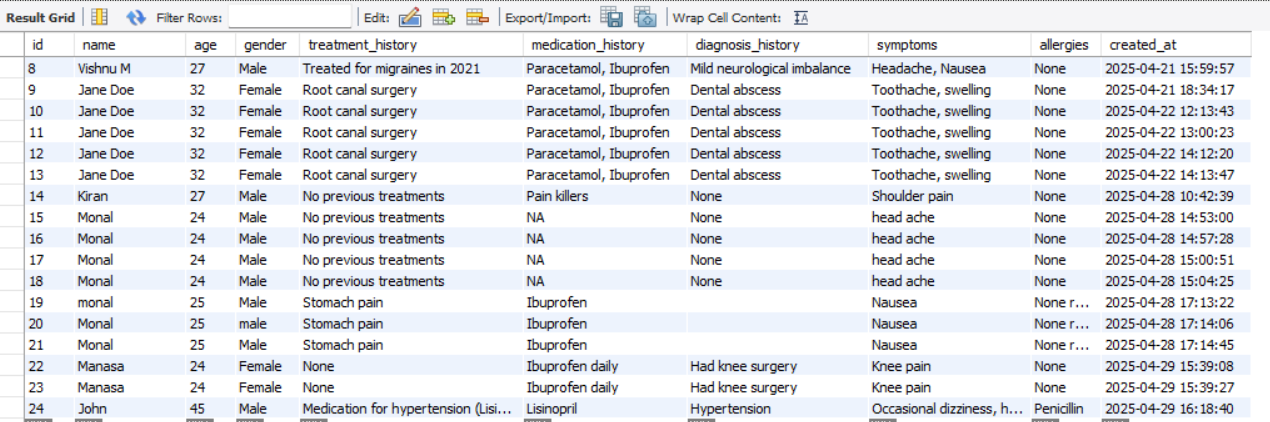 Result Grid Filter Rows: Edit: Export/Import: Wrap Cell Content: IA
id name age gender treatment_history medication_history diagnosis_history symptoms allergies created_at
8 Vishnu M 27 Male Treated for migraines in 2021 Paracetamol, Ibuprofen Mild neurological imbalance Headache, Nausea None 2025-04-21 15:59:57
9 Jane Doe 32 Female Root canal surgery Paracetamol, Ibuprofen Dental abscess Toothache, swelling None 2025-04-21 18:34:17
10 Jane Doe 32 Female Root canal surgery Paracetamol, Ibuprofen Dental abscess Toothache, swelling None 2025-04-22 12:13:43
11 Jane Doe 32 Female Root canal surgery Paracetamol, Ibuprofen Dental abscess Toothache, swelling None 2025-04-22 13:00:23
12 Jane Doe 32 Female Root canal surgery Paracetamol, Ibuprofen Dental abscess Toothache, swelling None 2025-04-22 14:12:20
13 Jane Doe 32 Female Root canal surgery Paracetamol, Ibuprofen Dental abscess Toothache, swelling None 2025-04-22 14:13:47
14 Kiran 27 Male No previous treatments Pain killers None Shoulder pain None 2025-04-28 10:42:39
15 Monal 24 Male No previous treatments NA None head ache None 2025-04-28 14:53:00
16 Monal 24 Male No previous treatments NA None head ache None 2025-04-28 14:57:28
17 Monal 24 Male No previous treatments NA None head ache None 2025-04-28 15:00:51
18 Monal 24 Male No previous treatments NA None head ache None 2025-04-28 15:04:25
19 monal 25 Male Stomach pain Ibuprofen Nausea None r... 2025-04-28 17:13:22
20 Monal 25 male Stomach pain Ibuprofen Nausea None r... 2025-04-28 17:14:06
21 Monal 25 Male Stomach pain Ibuprofen Nausea None r... 2025-04-28 17:14:45
22 Manasa 24 Female None Ibuprofen daily Had knee surgery Knee pain None 2025-04-29 15:39:08
23 Manasa 24 Female None Ibuprofen daily Had knee surgery Knee pain None 2025-04-29 15:39:27
24 John 45 Male Medication for hypertension (Lisi... Lisinopril Hypertension Occasional dizziness, h... Penicillin 2025-04-29 16:18:40